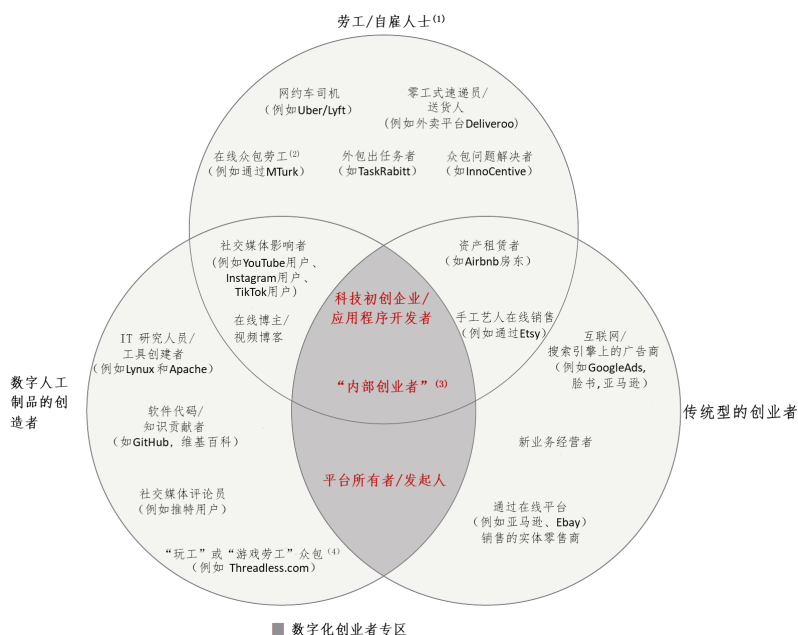 劳工/自雇人士(1)
网约车司机
（例如Uber/Lyft）
零工式速递员/
送货人
(例如外卖平台Deliveroo)
在线众包劳工(2)
（例如通过MTurk）
外包出任务者
（如TaskRabitt）
众包问题解决者
（如InnoCentive）
社交媒体影响者
(例如YouTube用户、
Instagram用户、
TikTok用户)
在线博主/
视频博客
资产租赁者
（如Airbnb房东）
手工艺人在线销售
（例如通过Etsy）
科技初创企业/
应用程序开发者
“内部创业者”(3)
平台所有者/发起人
数字人工
制品的创
造者
IT 研究人员/
工具创建者
（例如Lynux 和Apache）
软件代码/
知识贡献者
（如GitHub，维基百科）
社交媒体评论员
（例如推特用户）
“玩工”或“游戏劳工”众包(4)
（例如 Threadless.com）
互联网/
搜索引擎上的广告商
（例如GoogleAds,
脸书,亚马逊）
新业务经营者
通过在线平台
（例如亚马逊、Ebay）
销售的实体零售商
传统型的创业者
数字化创业者专区